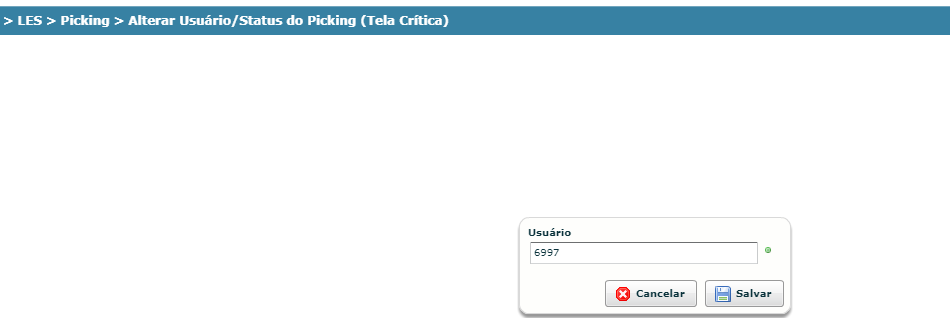 > LES > Picking > Alterar Usuário/Status do Picking (Tela Crítica)
Usuário
6997
Cancelar
Salvar